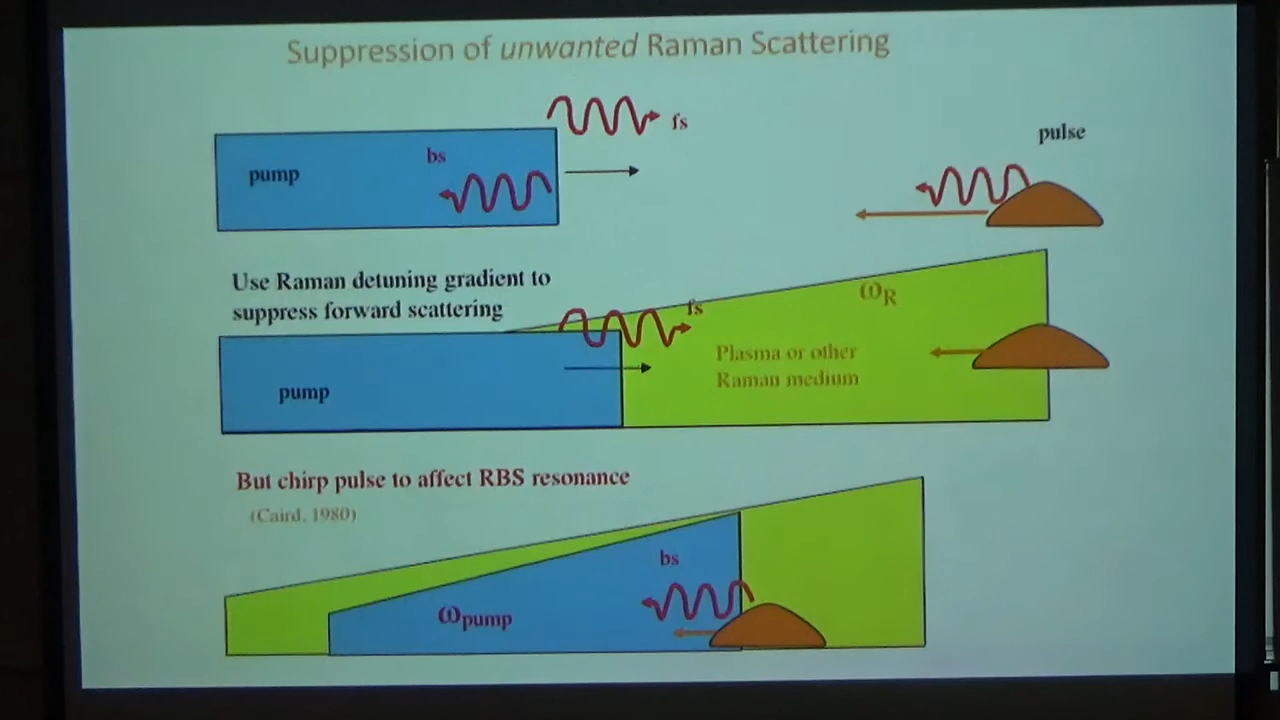 Suppression of unwanted Raman Scattering
fs
pulse
bs
pump
Use Raman detuning gradient to
suppress forward scattering
fs
ωR
Plasma or other
Raman medium
pump
But chirp pulse to affect RBS resonance
(Caird, 1980)
bs
ωpump